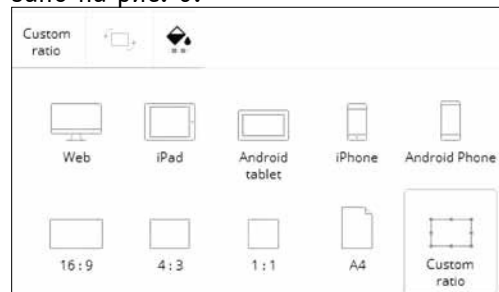 Custom
ratio
Web
iPad
Android
tablet
iPhone
Android Phone
16:9
4:3
1:1
A4
Custom
ratio